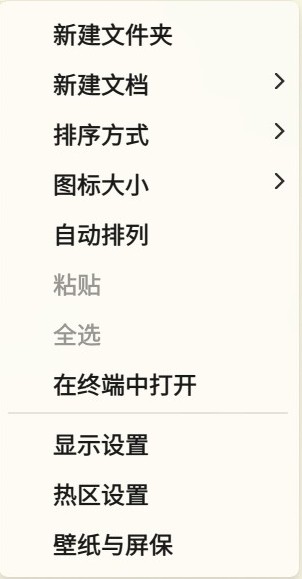 新建文件夹
新建文档
排序方式
图标大小
自动排列
粘贴
全选
在终端中打开
显示设置
热区设置
壁纸与屏保